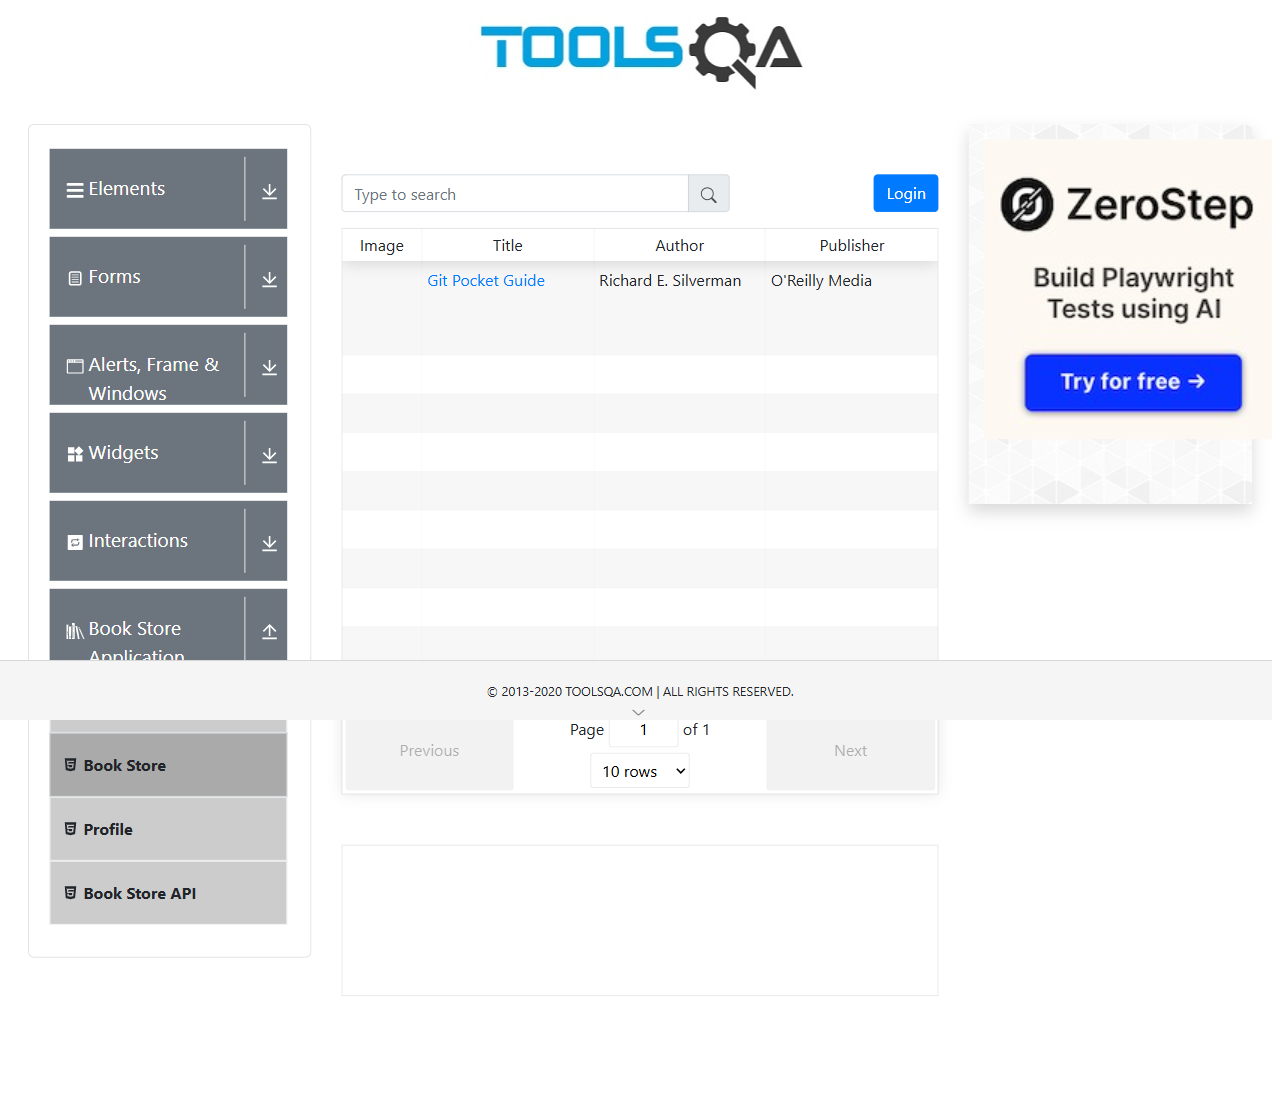 TOOLSQA
Elements
Forms
Alerts, Frame &
Windows
Widgets
Interactions
Book Store
Application
Book Store
Profile
Book Store API
Type to search
Login
Image Title Author Publisher
Git Pocket Guide Richard E. Silverman O'Reilly Media
© 2013-2020 TOOLSQA.COM | ALL RIGHTS RESERVED.
Previous
Page 1 of 1
10 rows
Next
ZeroStep
Build Playwright
Tests using AI
Try for free →